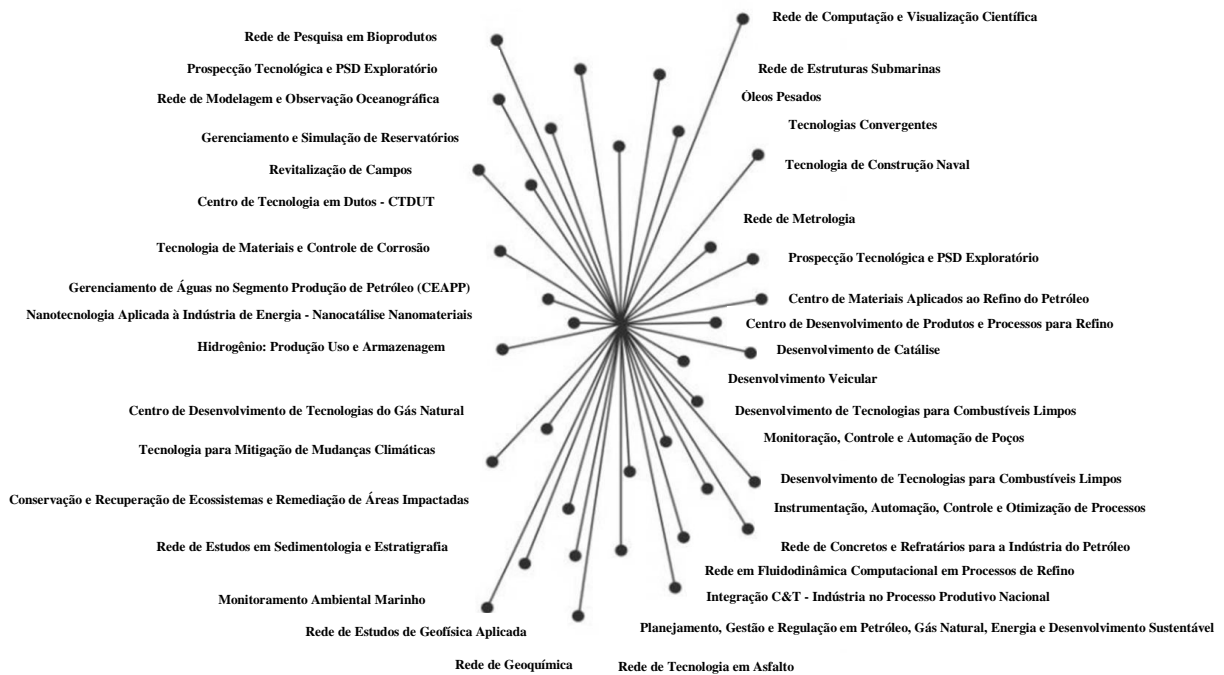 Rede de Pesquisa em Bioprodutos
Prospecção Tecnológica e PSD Exploratório
Rede de Modelagem e Observação Oceanográfica
Gerenciamento e Simulação de Reservatórios
Revitalização de Campos
Centro de Tecnologia em Dutos - CTDUT
Tecnologia de Materiais e Controle de Corrosão
Gerenciamento de Águas no Segmento Produção de Petróleo (CEAPP)
Nanotecnologia Aplicada à Indústria de Energia - Nanocatálise Nanomateriais
Hidrogênio: Produção Uso e Armazenagem
Centro de Desenvolvimento de Tecnologias do Gás Natural
Tecnologia para Mitigação de Mudanças Climáticas
Conservação e Recuperação de Ecossistemas e Remediação de Áreas Impactadas
Rede de Estudos em Sedimentologia e Estratigrafia
Monitoramento Ambiental Marinho
Rede de Estudos de Geofísica Aplicada
Rede de Geoquímica
Rede de Computação e Visualização Científica
Rede de Estruturas Submarinas
Óleos Pesados
Tecnologias Convergentes
Tecnologia de Construção Naval
Rede de Metrologia
Prospecção Tecnológica e PSD Exploratório
Centro de Materiais Aplicados ao Refino do Petróleo
Centro de Desenvolvimento de Produtos e Processos para Refino
Desenvolvimento de Catálise
Desenvolvimento Veicular
Desenvolvimento de Tecnologias para Combustíveis Limpos
Monitoração, Controle e Automação de Poços
Desenvolvimento de Tecnologias para Combustíveis Limpos
Instrumentação, Automação, Controle e Otimização de Processos
Rede de Concretos e Refratários para a Indústria do Petróleo
Rede em Fluidodinâmica Computacional em Processos de Refino
Integração C&T - Indústria no Processo Produtivo Nacional
Planejamento, Gestão e Regulação em Petróleo, Gás Natural, Energia e Desenvolvimento Sustentável
Rede de Tecnologia em Asfalto